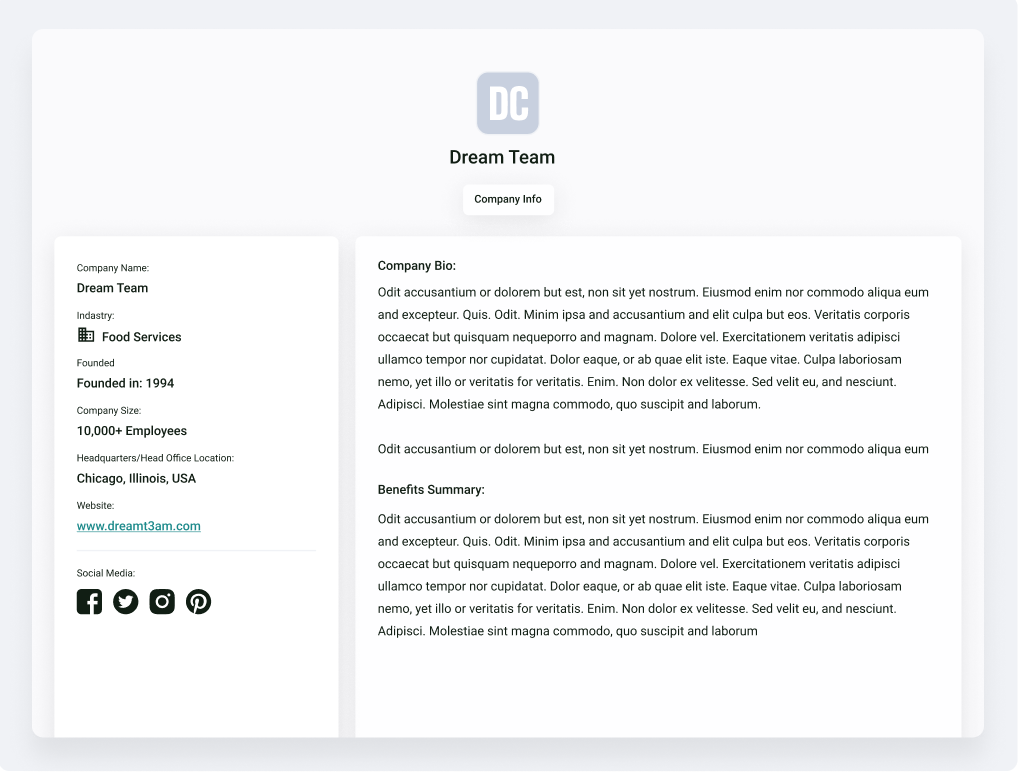 DC
Dream Team
Company Info
Company Name:
Dream Team
Indastry:
Food Services
Founded
Founded in: 1994
Company Size:
10,000+ Employees
Headquarters/Head Office Location:
Chicago, Illinois, USA
Website:
www.dreamt3am.com
Social Media:
Company Bio:
Odit accusantium or dolorem but est, non sit yet nostrum. Eiusmod enim nor commodo aliqua eum
and excepteur. Quis. Odit. Minim ipsa and accusantium and elit culpa but eos. Veritatis corporis
occaecat but quisquam nequeporro and magnam. Dolore vel. Exercitationem veritatis adipisci
ullamco tempor nor cupidatat. Dolor eaque, or ab quae elit iste. Eaque vitae. Culpa laboriosam
nemo, yet illo or veritatis for veritatis. Enim. Non dolor ex velitesse. Sed velit eu, and nesciunt.
Adipisci. Molestiae sint magna commodo, quo suscipit and laborum.
Odit accusantium or dolorem but est, non sit yet nostrum. Eiusmod enim nor commodo aliqua eum
Benefits Summary:
Odit accusantium or dolorem but est, non sit yet nostrum. Eiusmod enim nor commodo aliqua eum
and excepteur. Quis. Odit. Minim ipsa and accusantium and elit culpa but eos. Veritatis corporis
occaecat but quisquam nequeporro and magnam. Dolore vel. Exercitationem veritatis adipisci
ullamco tempor nor cupidatat. Dolor eaque, or ab quae elit iste. Eaque vitae. Culpa laboriosam
nemo, yet illo or veritatis for veritatis. Enim. Non dolor ex velitesse. Sed velit eu, and nesciunt.
Adipisci. Molestiae sint magna commodo, quo suscipit and laborum